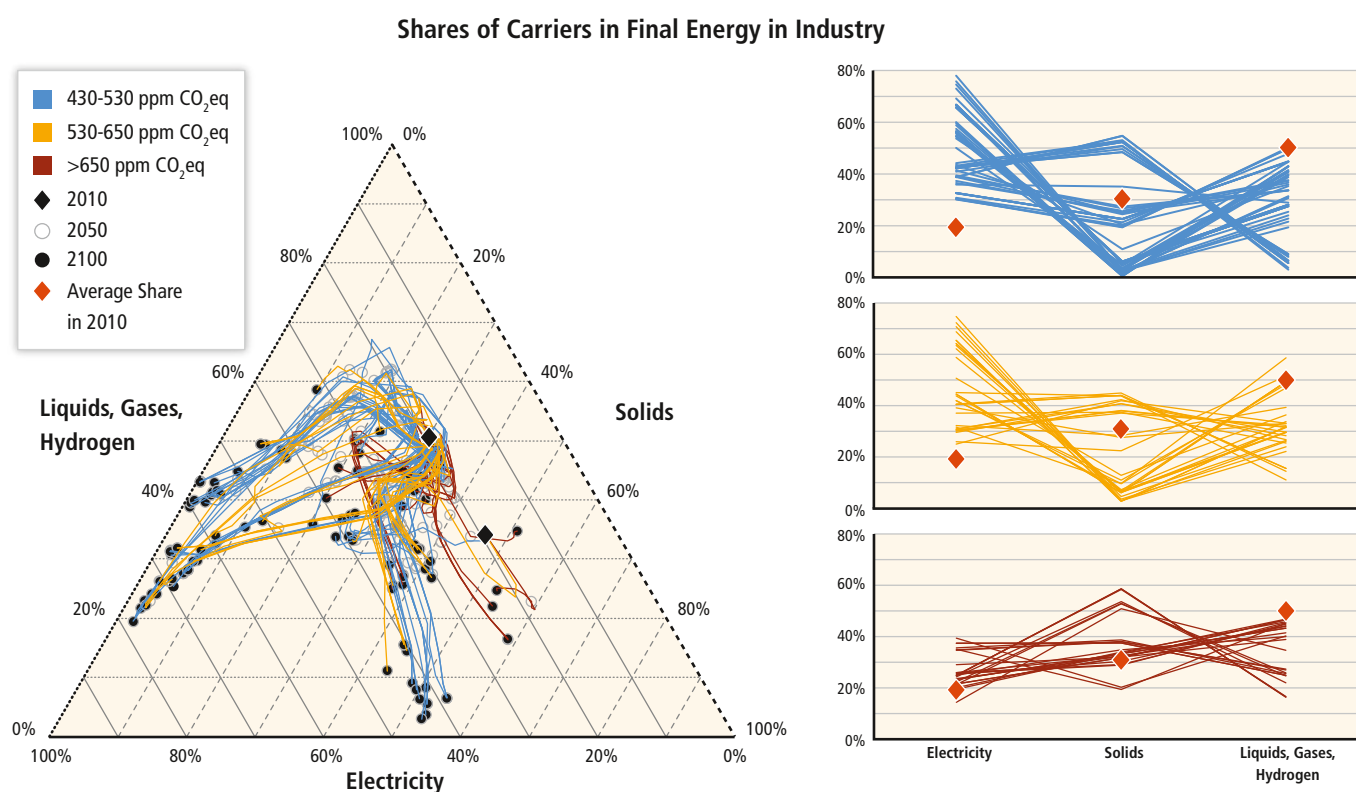 Shares of Carriers in Final Energy in Industry
430-530 ppm CO2eq
530-650 ppm CO2eq
>650 ppm CO2eq
2010
2050
2100
Average Share
in 2010
100% 0%
80% 20%
60% 40%
Liquids, Gases,
Hydrogen
Solids
40% 60%
20% 80%
0% 100%
100% 80% 60% 40% 20% 0%
Electricity
80%
60%
40%
20%
0%
80%
60%
40%
20%
0%
80%
60%
40%
20%
0%
Electricity Solids Liquids, Gases,
Hydrogen